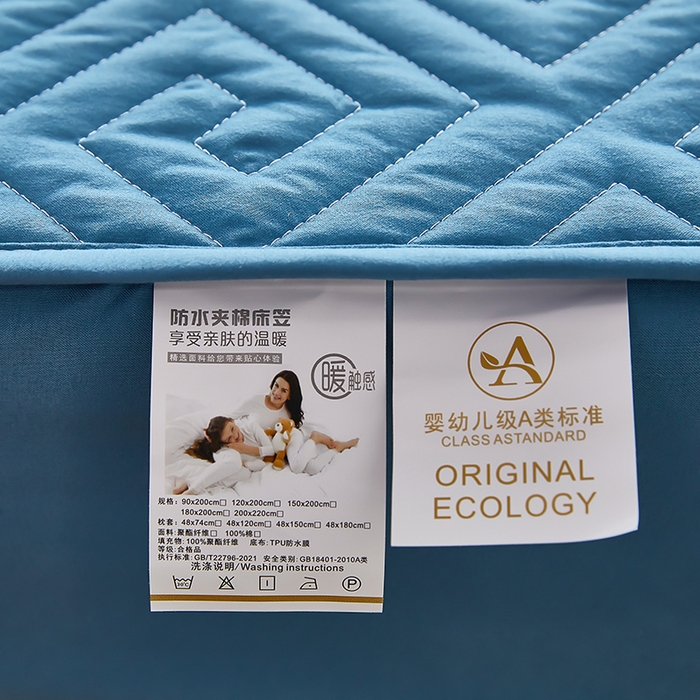 防水夹棉床笠
享受亲肤的温暖
精选面料给您带来贴心体验
暖触感
规格：90x200cm□ 120x200cm□ 150x200cm□
180x200cm□ 200x220cm□
枕套：48x74cm□ 48x120cm□ 48x150cm□ 48x180cm□
面料:聚酯纤维□ 100%棉□
填充物: 100%聚酯纤维 底布: TPU防水膜
等级: 合格品
执行标准: GB/T22796-2021 安全类别: GB18401-2010A类
洗涤说明/Washing instructions
30°C P
A
婴幼儿级A类标准
CLASS ASTANDARD
ORIGINAL
ECOLOGY